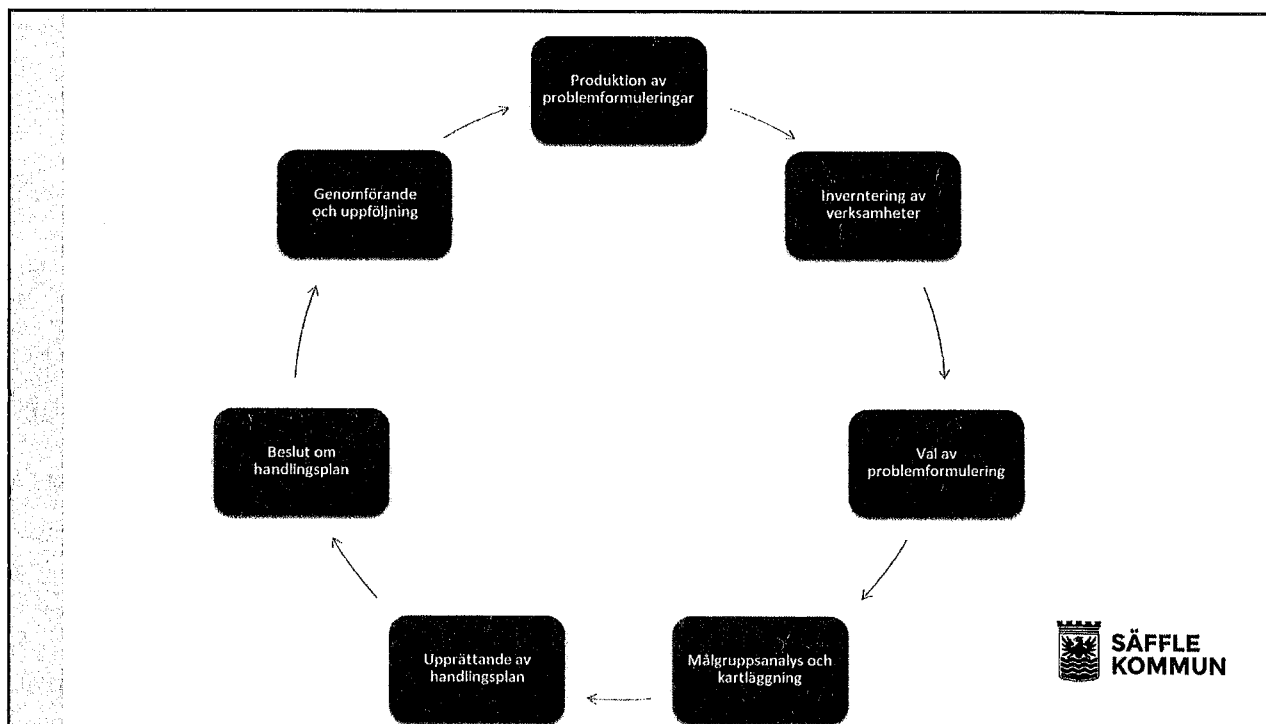 Produktion av
problemformuleringar
Inverntering av
verksamheter
Val av
problemformulering
Målgruppsanalys och
kartläggning
Upprättande av
handlingsplan
Beslut om
handlingsplan
Genomförande
och uppföljning
SÄFFLE
KOMMUN